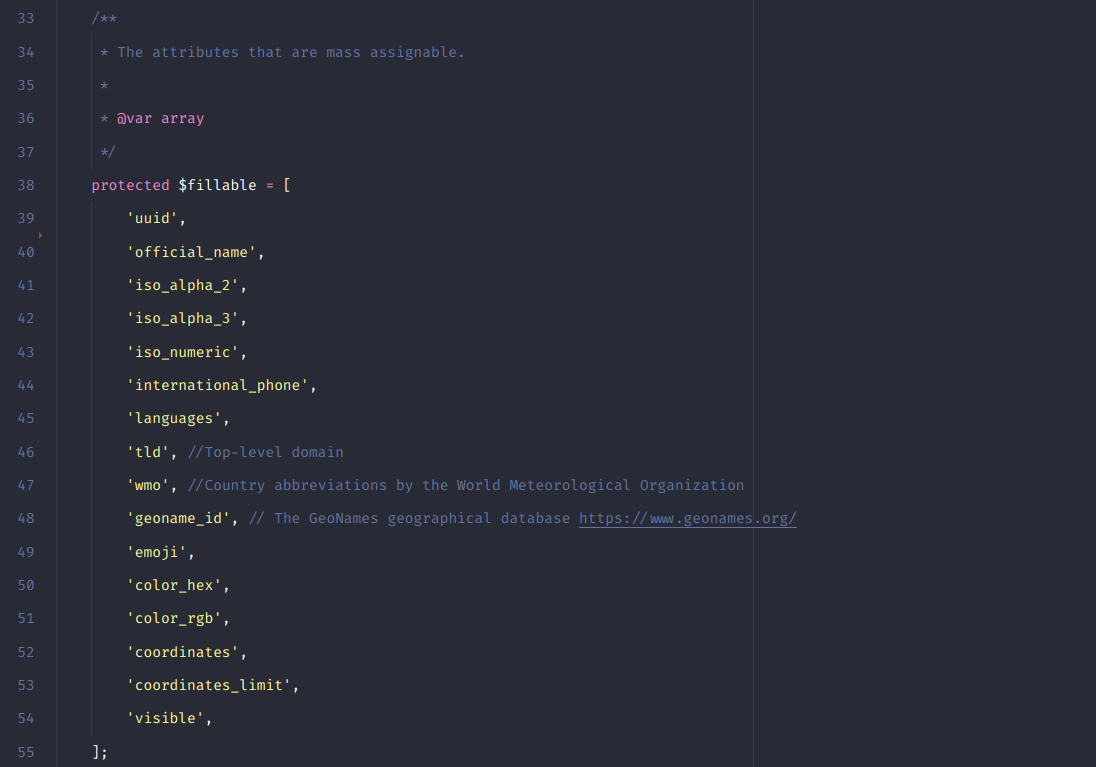 33 /**
34 * The attributes that are mass assignable.
35 *
36 * @var array
37 */
38 protected $fillable = [
39 'uuid',
40 'official_name',
41 'iso_alpha_2',
42 'iso_alpha_3',
43 'iso_numeric',
44 'international_phone',
45 'languages',
46 'tld', //Top-level domain
47 'wmo', //Country abbreviations by the World Meteorological Organization
48 'geoname_id', // The GeoNames geographical database https://www.geonames.org/
49 'emoji',
50 'color_hex',
51 'color_rgb',
52 'coordinates',
53 'coordinates_limit',
54 'visible',
55 ];